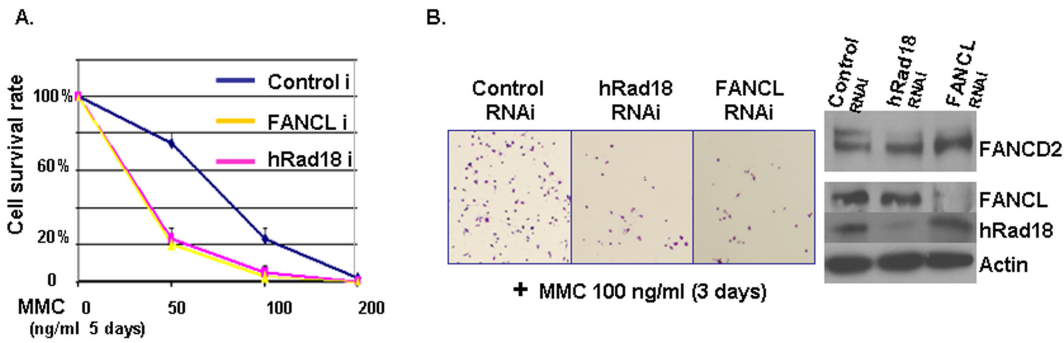 A.
Control i
FANCL i
hRad18 i
Cell survival rate
100%
60%
20%
0
MMC 0 50 100 200
(ng/ml 5 days)
B.
Control
RNAi
hRad18
RNAi
FANCL
RNAi
+ MMC 100 ng/ml (3 days)
Control
RNAi
hRad18
RNAi
FANCL
RNAi
FANCD2
FANCL
hRad18
Actin